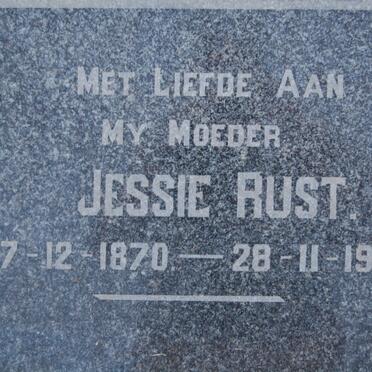 MET LIEFDE AAN
MY MOEDER
JESSIE RUST.
7-12-1870.— 28-11-19